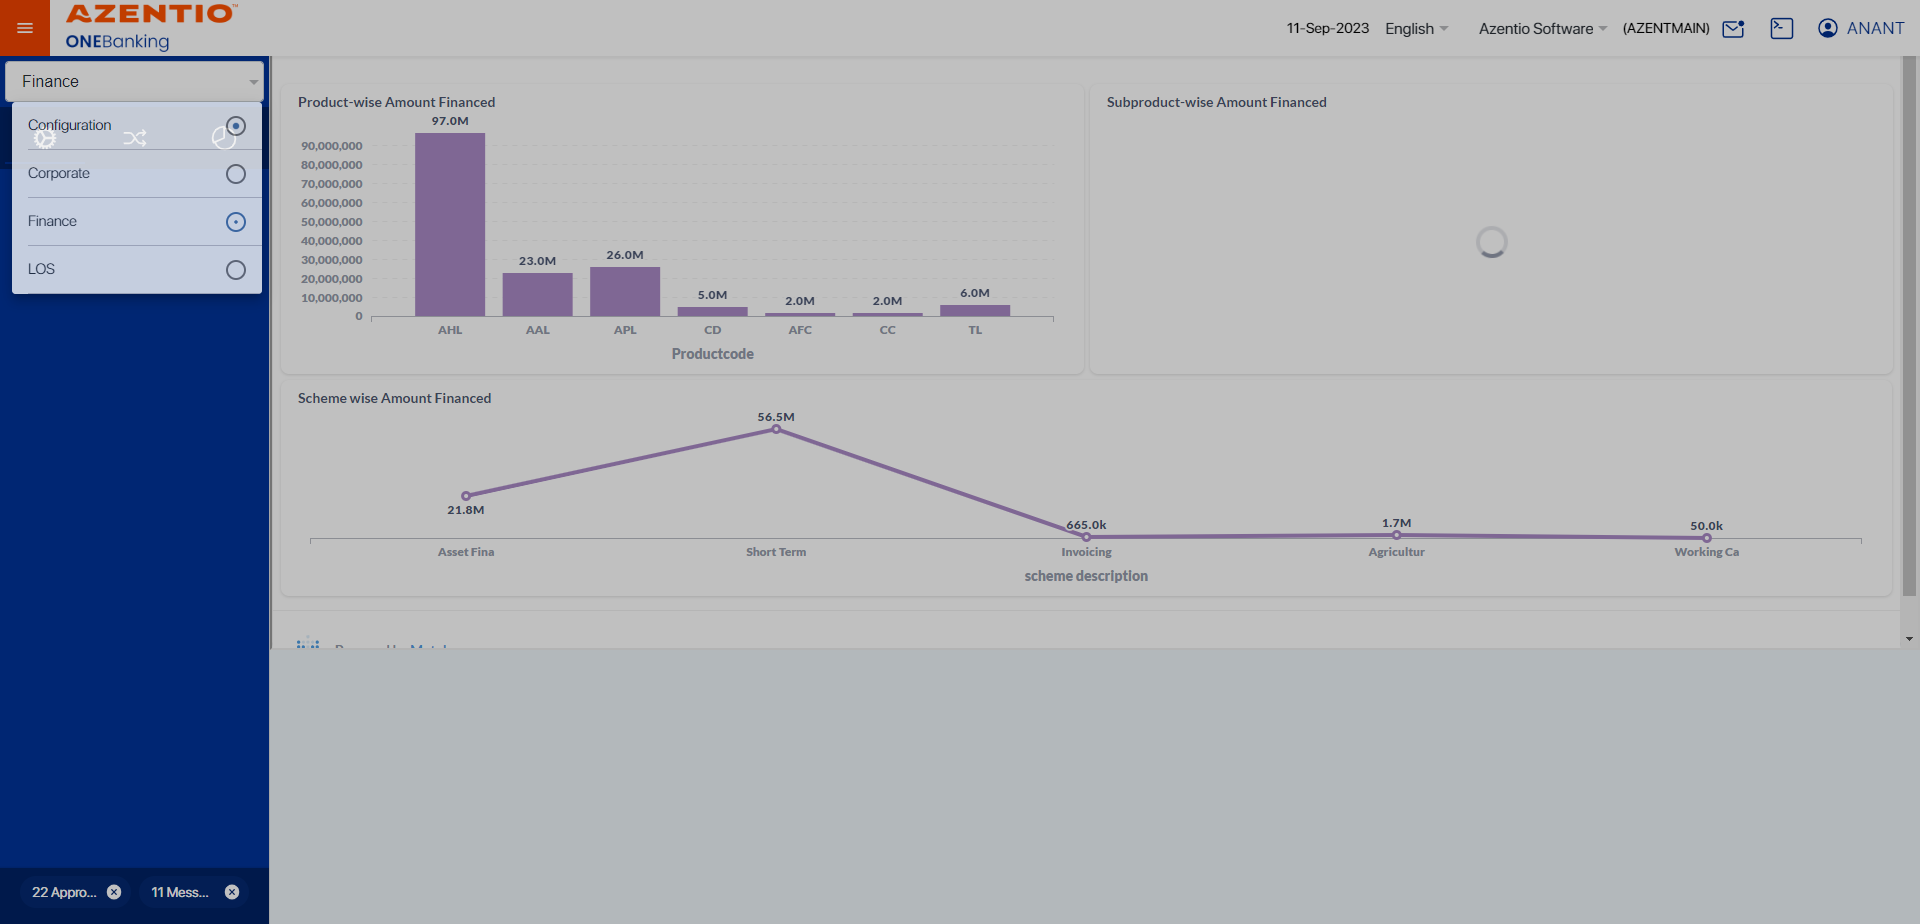 AZENTIO™
ONEBanking
11-Sep-2023 English Azentio Software (AZENTMAIN) ANANT
Finance
Configuration
Corporate
Finance
LOS
22 Appro...
11 Mess...
Product-wise Amount Financed
97.0M
90,000,000
80,000,000
70,000,000
60,000,000
50,000,000
40,000,000
30,000,000
20,000,000
10,000,000
0
23.0M
26.0M
5.0M
2.0M
2.0M
6.0M
AHL AAL APL CD AFC CC TL
Productcode
Subproduct-wise Amount Financed
Scheme wise Amount Financed
56.5M
21.8M
665.0k
1.7M
50.0k
Asset Fina Short Term Invoicing Agricultur Working Ca
scheme description